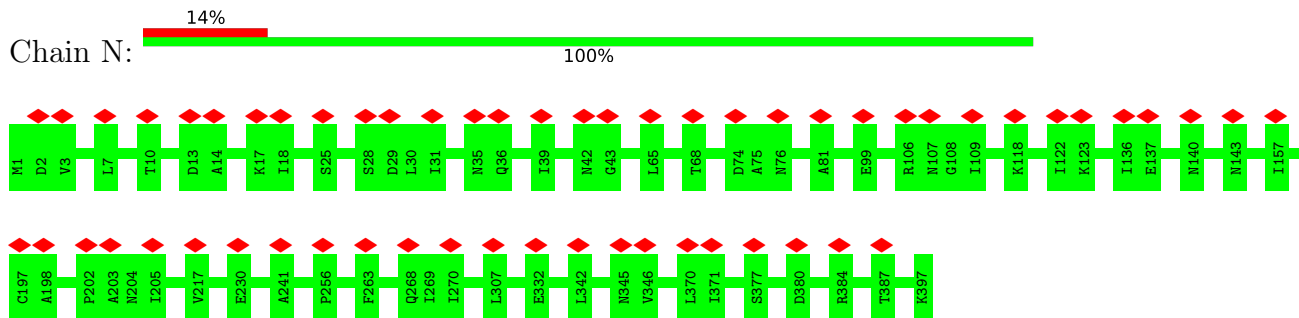 14%
Chain N:
100%
M1 D2 V3 L7 T10 D13 A14 K17 I18 S25 S28 D29 L30 I31 N35 Q36 I39 N42 G43 L65 T68 D74 A75 N76 A81 E99 R106 N107 G108 I109 K118 I122 K123 I136 E137 N140 N143 I157
C197 A198 P202 A203 N204 I205 V217 E230 A241 P256 F263 Q268 I269 I270 L307 E332 L342 N345 V346 L370 I371 S377 D380 R384 T387 K397